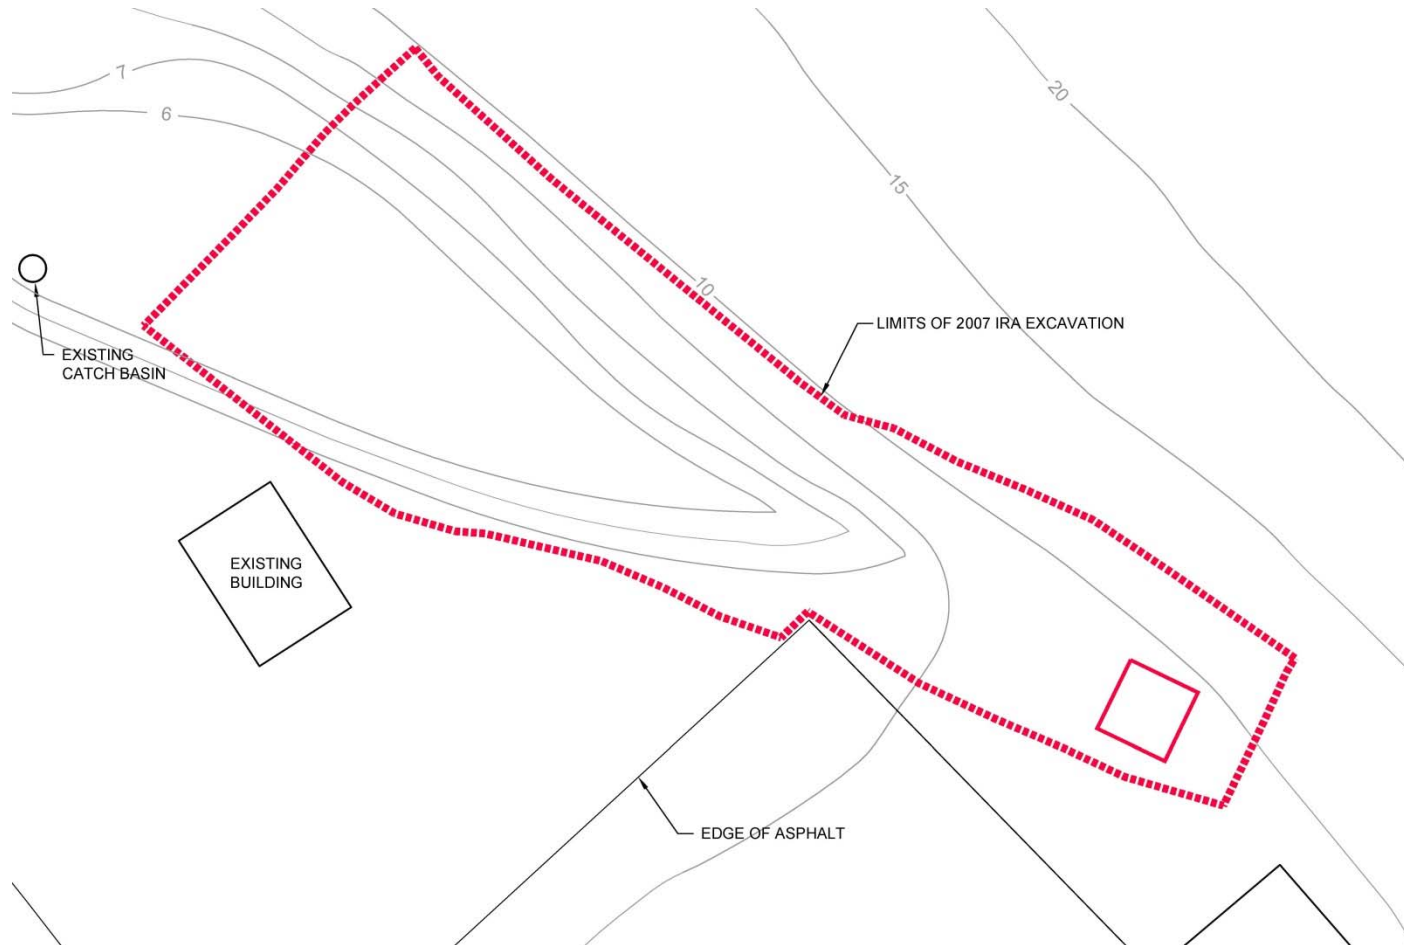 7
6
20
15
10
LIMITS OF 2007 IRA EXCAVATION
EXISTING
CATCH BASIN
EXISTING
BUILDING
EDGE OF ASPHALT